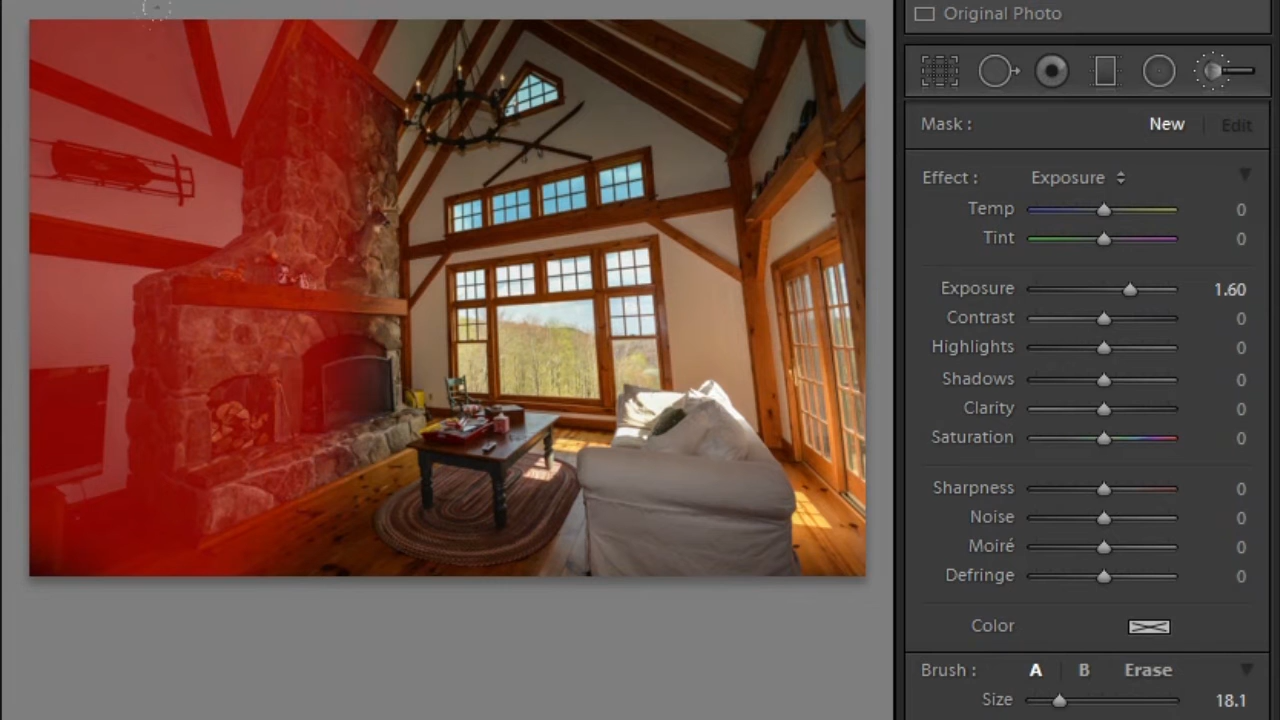 Original Photo
Mask : New Edit
Effect : Exposure
Temp 0
Tint 0
Exposure 1.60
Contrast 0
Highlights 0
Shadows 0
Clarity 0
Saturation 0
Sharpness 0
Noise 0
Moiré 0
Defringe 0
Color
Brush : A B Erase
Size 18.1